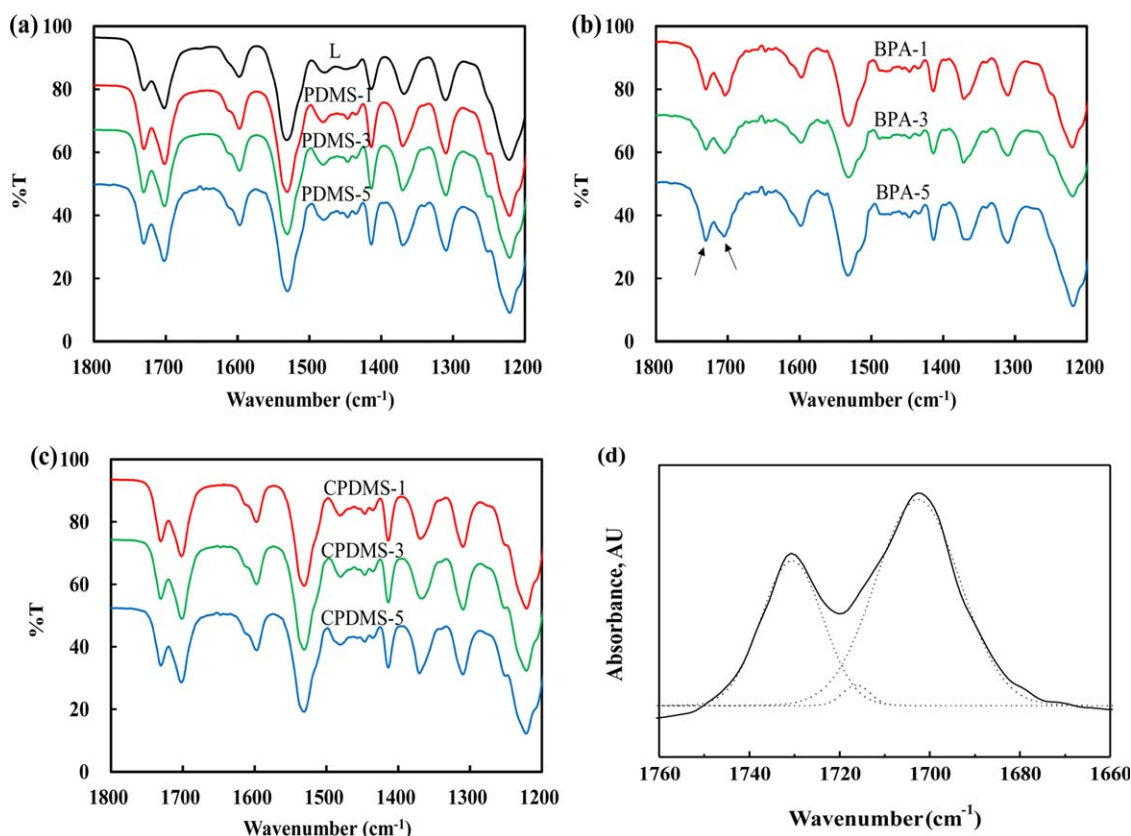 (a)
100
80
60
40
20
0
%T
L
PDMS-1
PDMS-3
PDMS-5
1800 1700 1600 1500 1400 1300 1200
Wavenumber (cm-1)
(b)
100
80
60
40
20
0
%T
BPA-1
BPA-3
BPA-5
1800 1700 1600 1500 1400 1300 1200
Wavenumber (cm-1)
(c)
100
80
60
40
20
0
%T
CPDMS-1
CPDMS-3
CPDMS-5
1800 1700 1600 1500 1400 1300 1200
Wavenumber (cm-1)
(d)
Absorbance, AU
1760 1740 1720 1700 1680 1660
Wavenumber (cm-1)